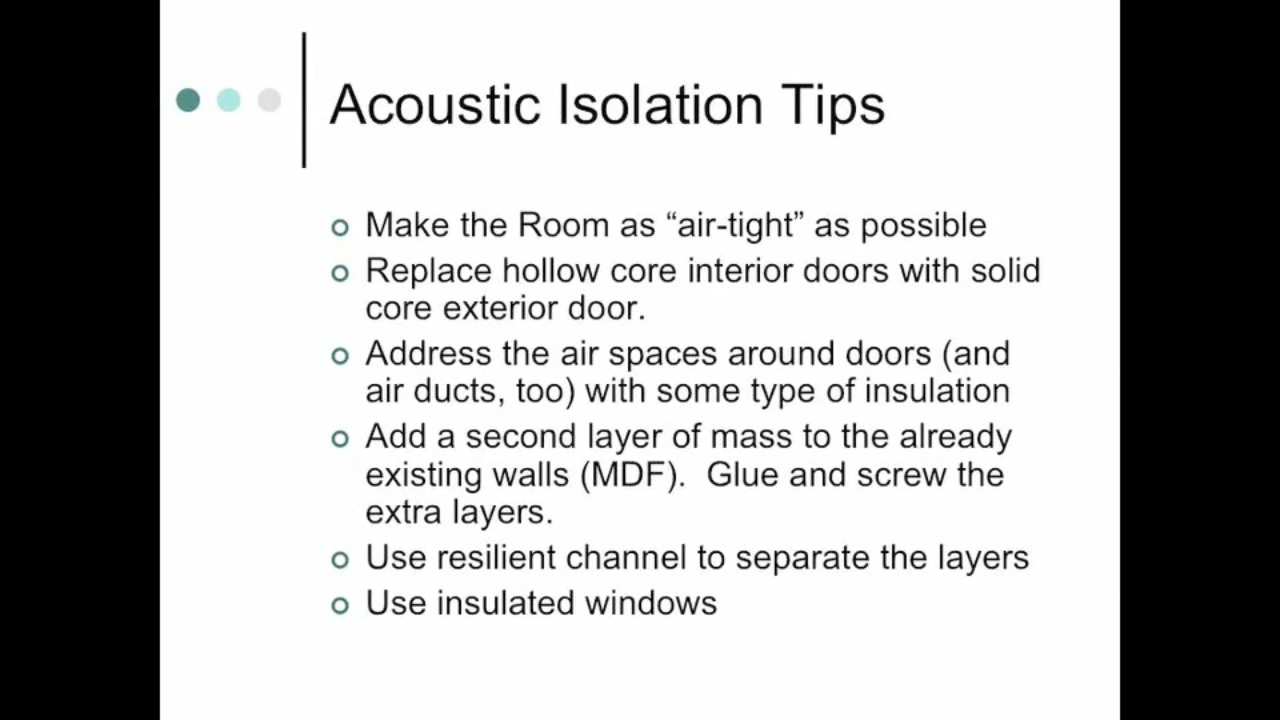 Acoustic Isolation Tips
Make the Room as “air-tight” as possible
Replace hollow core interior doors with solid
core exterior door.
Address the air spaces around doors (and
air ducts, too) with some type of insulation
Add a second layer of mass to the already
existing walls (MDF).  Glue and screw the
extra layers.
Use resilient channel to separate the layers
Use insulated windows